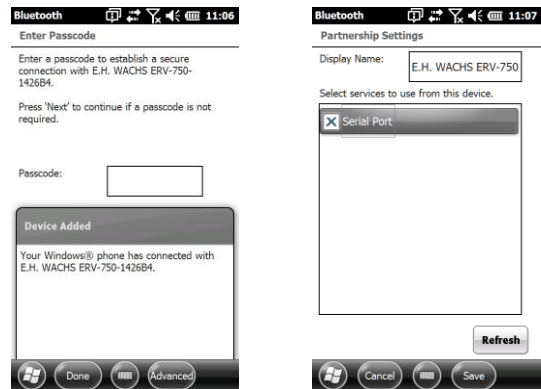 Bluetooth 11:06
Enter Passcode
Enter a passcode to establish a secure
connection with E.H. WACHS ERV-750-
1426B4.
Press 'Next' to continue if a passcode is not
required.
Passcode:
Device Added
Your Windows® phone has connected with
E.H. WACHS ERV-750-1426B4.
Done Advanced
Bluetooth 11:07
Partnership Settings
Display Name: E.H. WACHS ERV-750
Select services to use from this device.
Serial Port
Refresh
Cancel Save